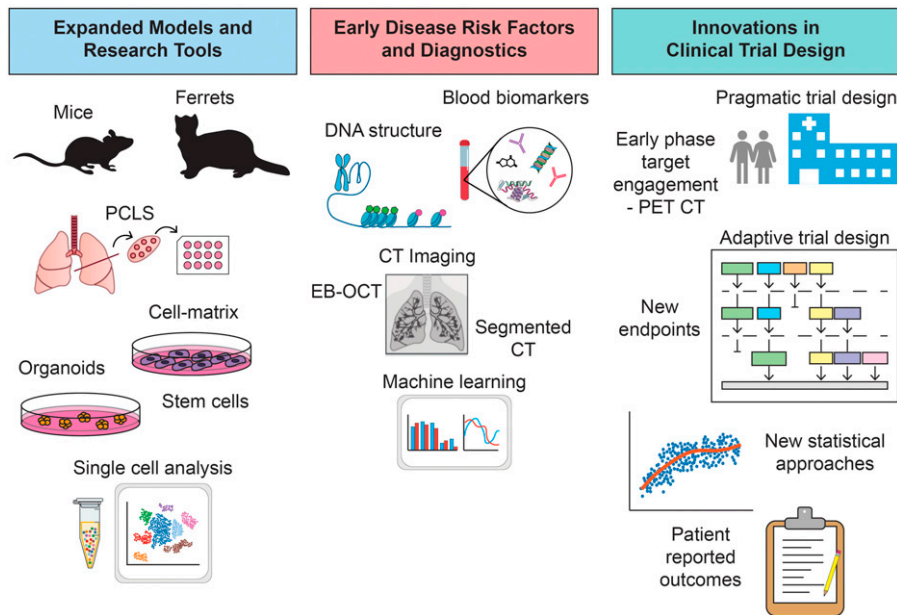 Expanded Models and
Research Tools
Mice
Ferrets
PCLS
Cell-matrix
Organoids
Stem cells
Single cell analysis
Early Disease Risk Factors
and Diagnostics
Blood biomarkers
DNA structure
CT Imaging
EB-OCT
Segmented
CT
Machine learning
Innovations in
Clinical Trial Design
Pragmatic trial design
Early phase
target
engagement
- PET CT
Adaptive trial design
New
endpoints
New statistical
approaches
Patient
reported
outcomes